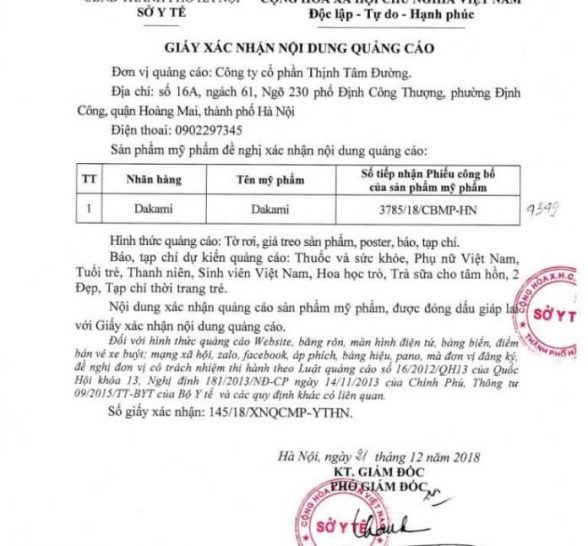 SỞ Y TẾ
Độc lập - Tự do - Hạnh phúc
GIẤY XÁC NHẬN NỘI DUNG QUẢNG CÁO
Đơn vị quảng cáo: Công ty cổ phần Thịnh Tâm Đường.
Địa chỉ: số 16A, ngách 61, Ngõ 230 phố Định Công Thượng, phường Định
Công, quận Hoàng Mai, thành phố Hà Nội
Điện thoại: 0902297345
Sản phẩm mỹ phẩm đề nghị xác nhận nội dung quảng cáo:
TT Nhãn hàng Tên mỹ phẩm Số tiếp nhận Phiếu công bố
của sản phẩm mỹ phẩm
1 Dakami Dakami 3785/18/CBMP-HN 4349
Hình thức quảng cáo: Tờ rơi, giá treo sản phẩm, poster, báo, tạp chí.
Báo, tạp chí dự kiến quảng cáo: Thuốc và sức khỏe, Phụ nữ Việt Nam,
Tuổi trẻ, Thanh niên, Sinh viên Việt Nam, Hoa học trò, Trà sữa cho tâm hồn, 2
Đẹp, Tạp chí thời trang trẻ.
Nội dung xác nhận quảng cáo sản phẩm mỹ phẩm, được đóng dấu giáp lai
với Giấy xác nhận nội dung quảng cáo.
Đối với hình thức quảng cáo Website, băng rôn, màn hình điện tử, bảng biển, điểm
bán vé xe buýt; mạng xã hội, zalo, facebook, áp phích, bảng hiệu, pano, mà đơn vị đăng ký,
đề nghị đơn vị có trách nhiệm thi hành theo Luật quảng cáo số 16/2012/QH13 của Quốc
Hội khóa 13, Nghị định 181/2013/NĐ-CP ngày 14/11/2013 của Chính Phủ, Thông tư
09/2015/TT-BYT của Bộ Y tế và các quy định khác có liên quan.
Số giấy xác nhận: 145/18/XNQCMP-YTHN.
SỞ Y T
Hà Nội, ngày 21 tháng 12 năm 2018
KT. GIÁM ĐỐC
PHÓ GIÁM ĐỐC
SỞ Y TẾ